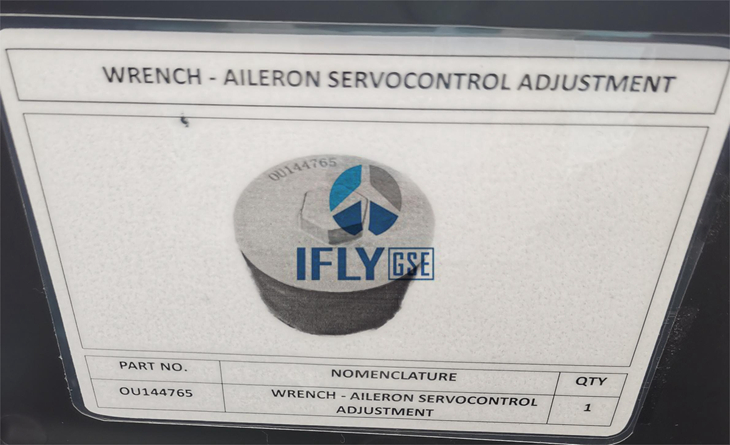 WRENCH - AILERON SERVOCONTROL ADJUSTMENT
OU144765
IFLY GSE
PART NO. NOMENCLATURE QTY
OU144765 WRENCH - AILERON SERVOCONTROL 1
ADJUSTMENT